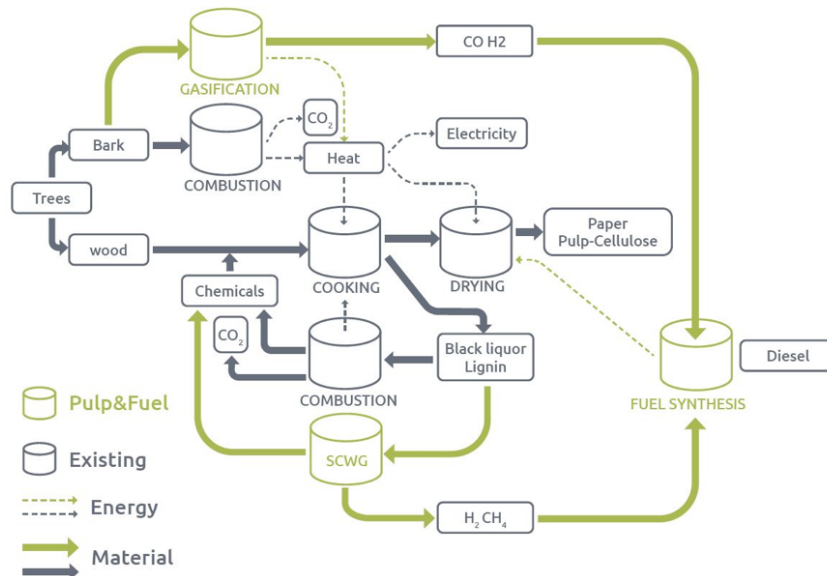 CO H2
GASIFICATION
CO₂
Electricity
Bark
Heat
COMBUSTION
Trees
Paper
Pulp-Cellulose
wood
COOKING
DRYING
Chemicals
CO₂
Black liquor
Lignin
Diesel
COMBUSTION
FUEL SYNTHESIS
Pulp&Fuel
SCWG
Existing
Energy
H₂ CH₄
Material